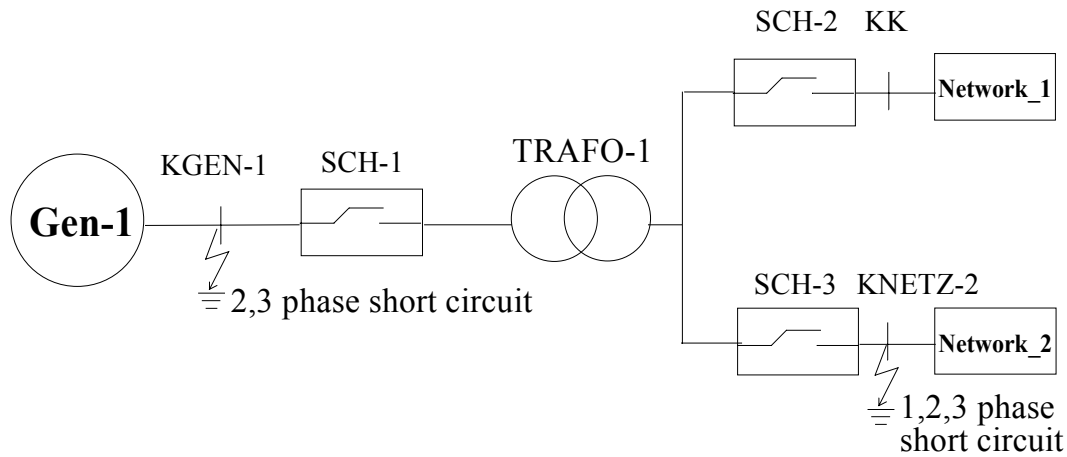 SCH-2 KK
Network_1
KGEN-1
SCH-1
TRAFO-1
Gen-1
2,3 phase short circuit
SCH-3 KNETZ-2
Network_2
1,2,3 phase
short circuit